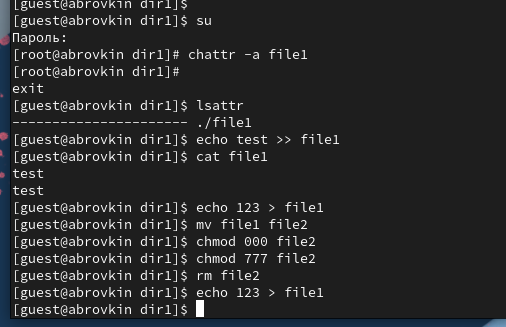 [guest@abrovkin dir1]$
[guest@abrovkin dir1]$ su
Пароль:
[root@abrovkin dir1]# chattr -a file1
[root@abrovkin dir1]#
exit
[guest@abrovkin dir1]$ lsattr
---------------------- ./file1
[guest@abrovkin dir1]$ echo test >> file1
[guest@abrovkin dir1]$ cat file1
test
test
[guest@abrovkin dir1]$ echo 123 > file1
[guest@abrovkin dir1]$ mv file1 file2
[guest@abrovkin dir1]$ chmod 000 file2
[guest@abrovkin dir1]$ chmod 777 file2
[guest@abrovkin dir1]$ rm file2
[guest@abrovkin dir1]$ echo 123 > file1
[guest@abrovkin dir1]$